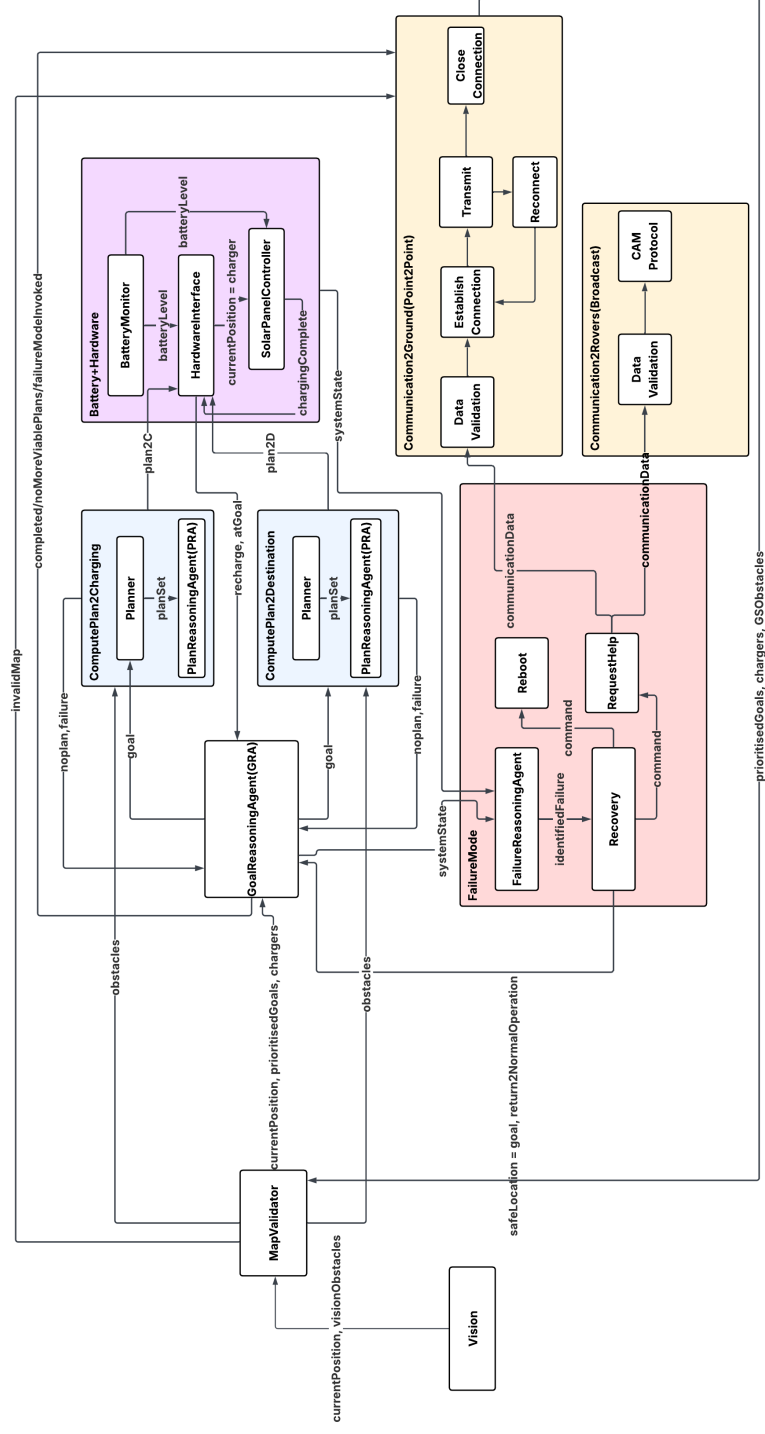 completed/noMoreViablePlans/failureModeInvoked
invalidMap
Battery+Hardware
BatteryMonitor
batteryLevel
batteryLevel
HardwareInterface
currentPosition = charger
SolarPanelController
chargingComplete
plan2C
plan2D
systemState
ComputePlan2Charging
Planner
planSet
PlanReasoningAgent(PRA)
ComputePlan2Destination
Planner
planSet
PlanReasoningAgent(PRA)
recharge, atGoal
noplan,failure
goal
goal
noplan,failure
GoalReasoningAgent(GRA)
obstacles
obstacles
currentPosition, prioritisedGoals, chargers
MapValidator
currentPosition, visionObstacles
Vision
safeLocation = goal, return2NormalOperation
systemState
FailureMode
FailureReasoningAgent
identifiedFailure
Recovery
command
command
Reboot
RequestHelp
communicationData
communicationData
Communication2Ground(Point2Point)
Data
Validation
Establish
Connection
Transmit
Reconnect
Close
Connection
Communication2Rovers(Broadcast)
Data
Validation
CAM
Protocol
prioritisedGoals, chargers, GSObstacles